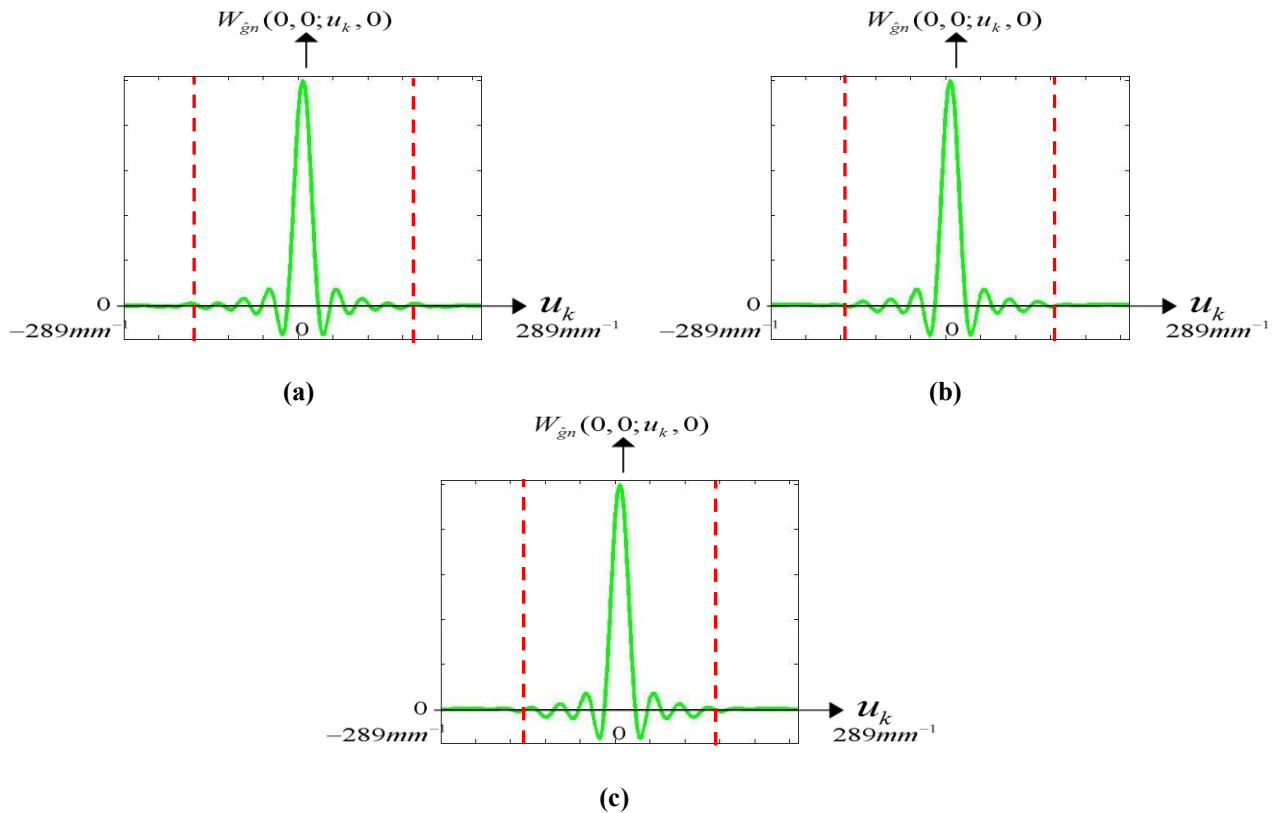 W_{ĝn}(0,0;u_k,0) W_{ĝn}(0,0;u_k,0)
0 u_k 0 u_k
−289mm⁻¹ 0 289mm⁻¹ −289mm⁻¹ 0 289mm⁻¹
(a) (b)
W_{ĝn}(0,0;u_k,0)
0 u_k
−289mm⁻¹ 0 289mm⁻¹
(c)